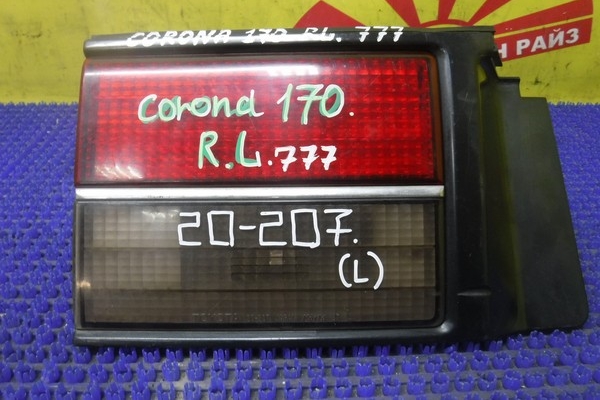 CORONA 170 RL. 777
Н РАЙЗ
Corona 170.
R.L.777
20-207.
(L)